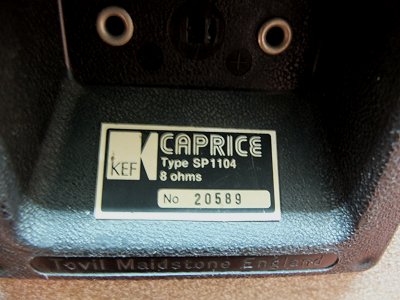 KEF
CAPRICE
Type SP1104
8 ohms
No 20589
Tovil Maidstone England